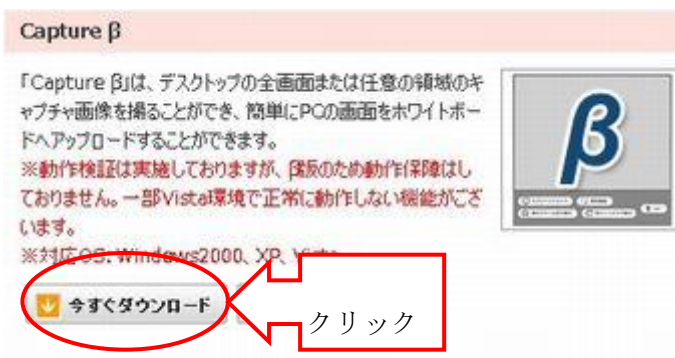 Capture β
「Capture β」は、デスクトップの全画面または任意の領域のキ
ャプチャ画像を撮ることができ、簡単にPCの画面をホワイトボー
ドへアップロードすることができます。
※動作検証は実施しておりますが、β版のため動作保障はし
ておりません。一部Vista環境で正常に動作しない機能がござ
います。
※対応OS: Windows2000、XP、
今すぐダウンロード
クリック
β